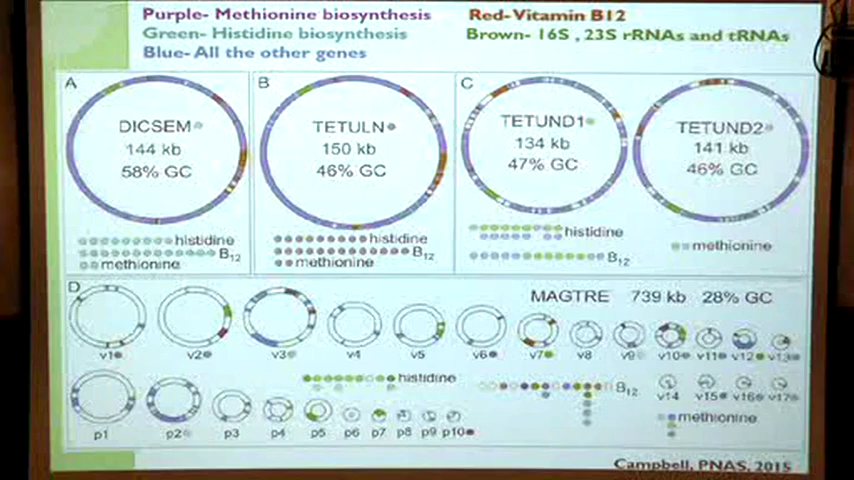 Purple- Methionine biosynthesis
Green- Histidine biosynthesis
Blue- All the other genes
Red- Vitamin B12
Brown- 16S , 23S rRNAs and tRNAs
A
DICSEM
144 kb
58% GC
histidine
B12
methionine
B
TETULN
150 kb
46% GC
histidine
B12
methionine
C
TETUND1
134 kb
47% GC
histidine
B12
TETUND2
141 kb
46% GC
methionine
D
MAGTRE 739 kb 28% GC
v1 v2 v3 v4 v5 v6 v7 v8 v9 v10 v11 v12 v13
histidine
B12
v14 v15 v16 v17
methionine
p1 p2 p3 p4 p5 p6 p7 p8 p9 p10
Campbell, PNAS, 2015